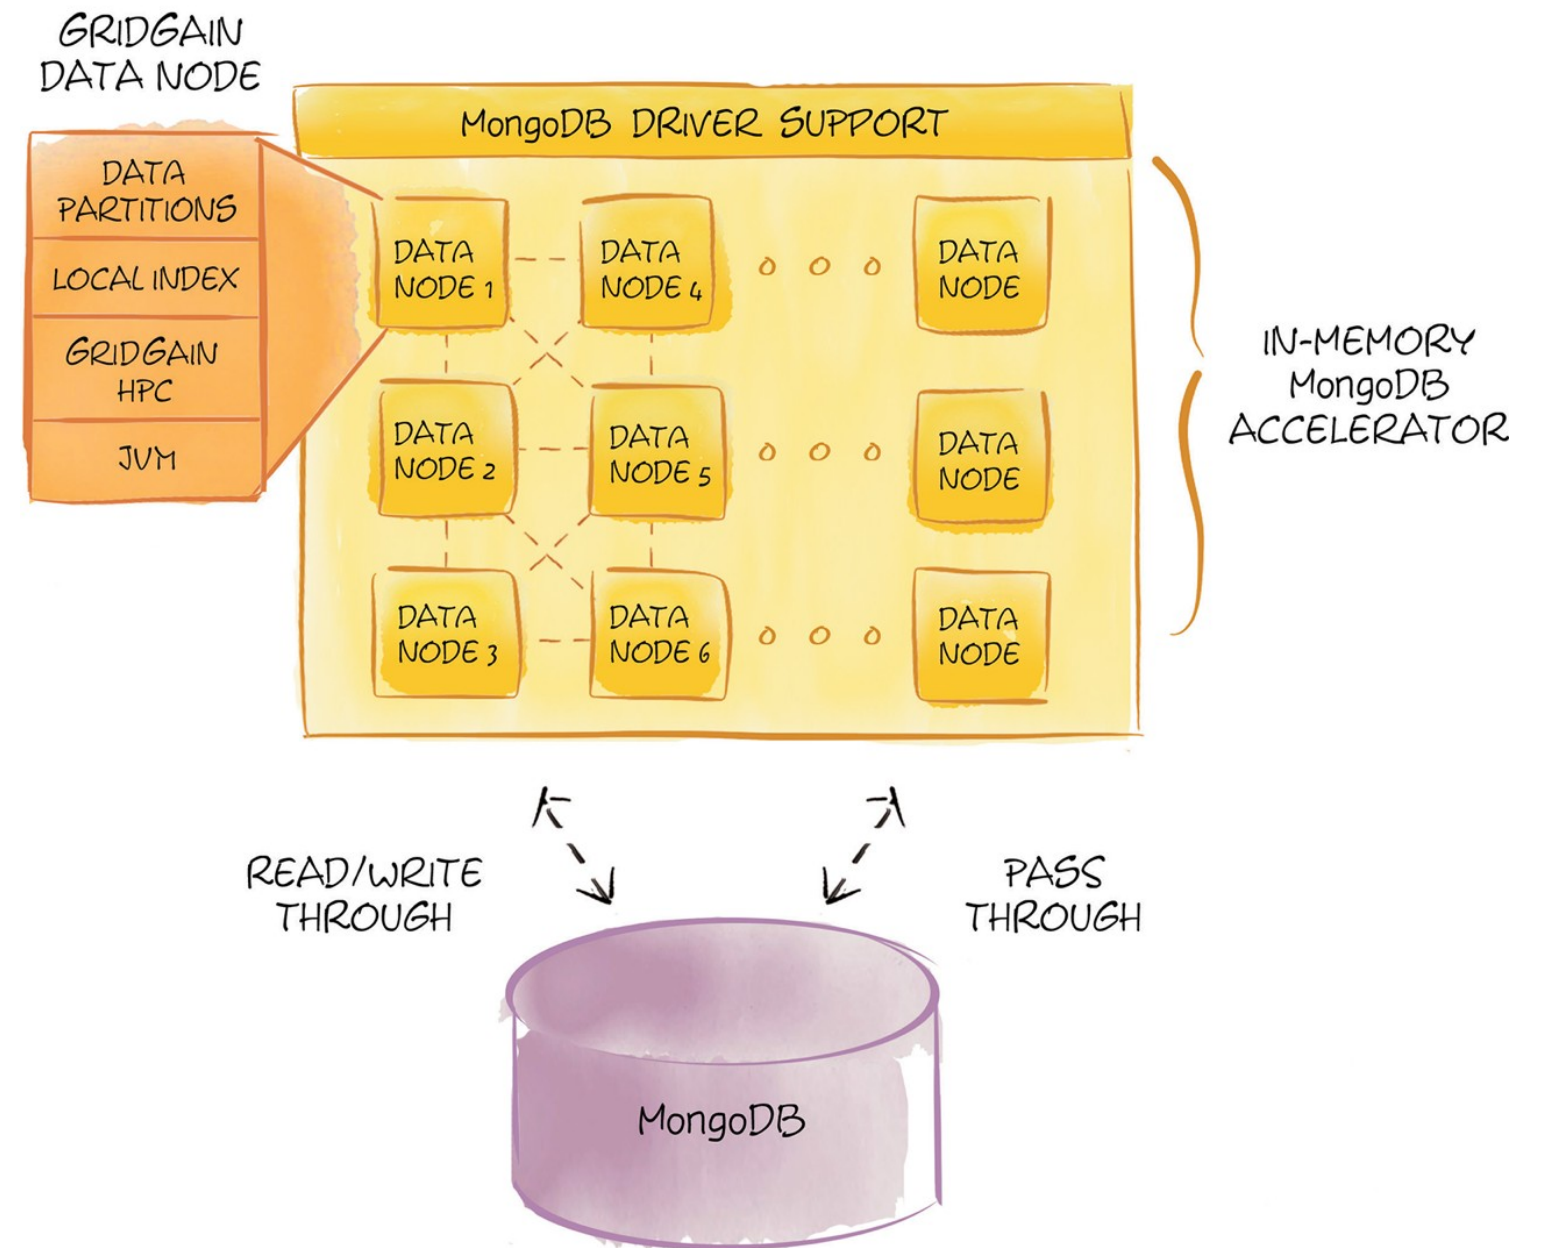 GRIDGAIN
DATA NODE
MongoDB DRIVER SUPPORT
DATA
PARTITIONS
LOCAL INDEX
GRIDGAIN
HPC
JVM
DATA
NODE 1
DATA
NODE 4
DATA
NODE
DATA
NODE 2
DATA
NODE 5
DATA
NODE
DATA
NODE 3
DATA
NODE 6
DATA
NODE
IN-MEMORY
MongoDB
ACCELERATOR
READ/WRITE
THROUGH
PASS
THROUGH
MongoDB